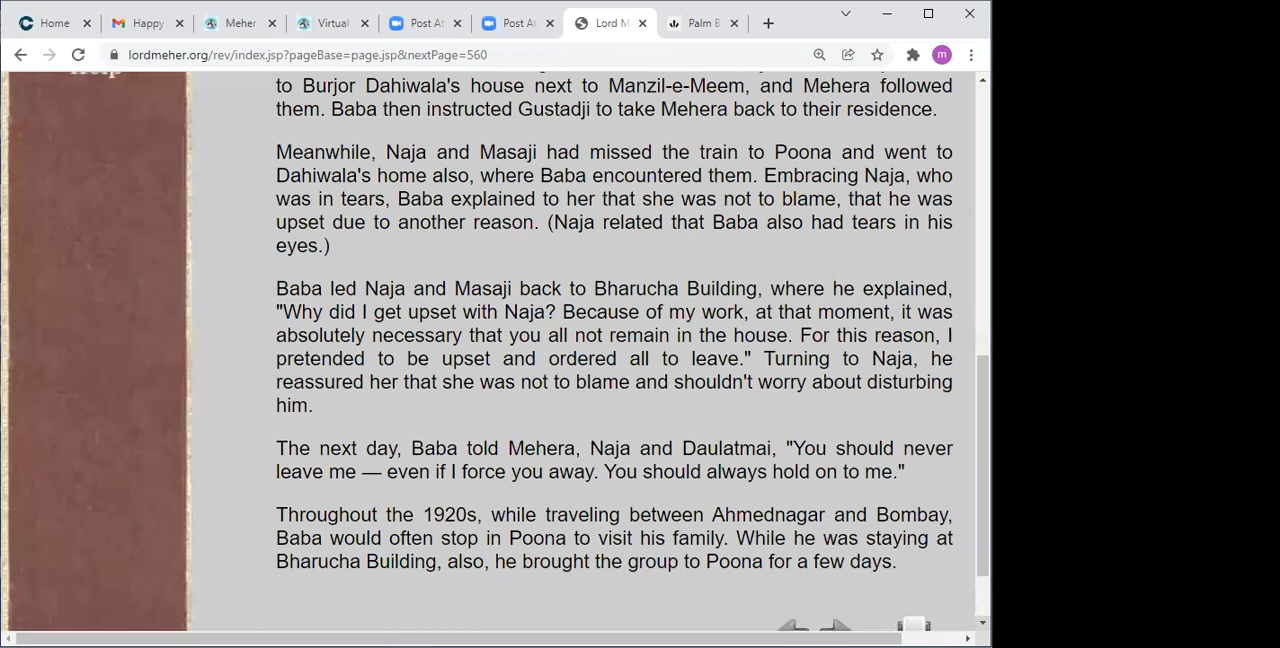 Home
Happy
Meher
Virtual
Post At
Post A
Lord M
Palm B
lordmeher.org/rev/index.jsp?pageBase=page.jsp&nextPage=560
m
Help
to Burjor Dahiwala's house next to Manzil-e-Meem, and Mehera followed
them. Baba then instructed Gustadji to take Mehera back to their residence.
Meanwhile, Naja and Masaji had missed the train to Poona and went to
Dahiwala's home also, where Baba encountered them. Embracing Naja, who
was in tears, Baba explained to her that she was not to blame, that he was
upset due to another reason. (Naja related that Baba also had tears in his
eyes.)
Baba led Naja and Masaji back to Bharucha Building, where he explained,
"Why did I get upset with Naja? Because of my work, at that moment, it was
absolutely necessary that you all not remain in the house. For this reason, I
pretended to be upset and ordered all to leave." Turning to Naja, he
reassured her that she was not to blame and shouldn't worry about disturbing
him.
The next day, Baba told Mehera, Naja and Daulatmai, "You should never
leave me — even if I force you away. You should always hold on to me."
Throughout the 1920s, while traveling between Ahmednagar and Bombay,
Baba would often stop in Poona to visit his family. While he was staying at
Bharucha Building, also, he brought the group to Poona for a few days.